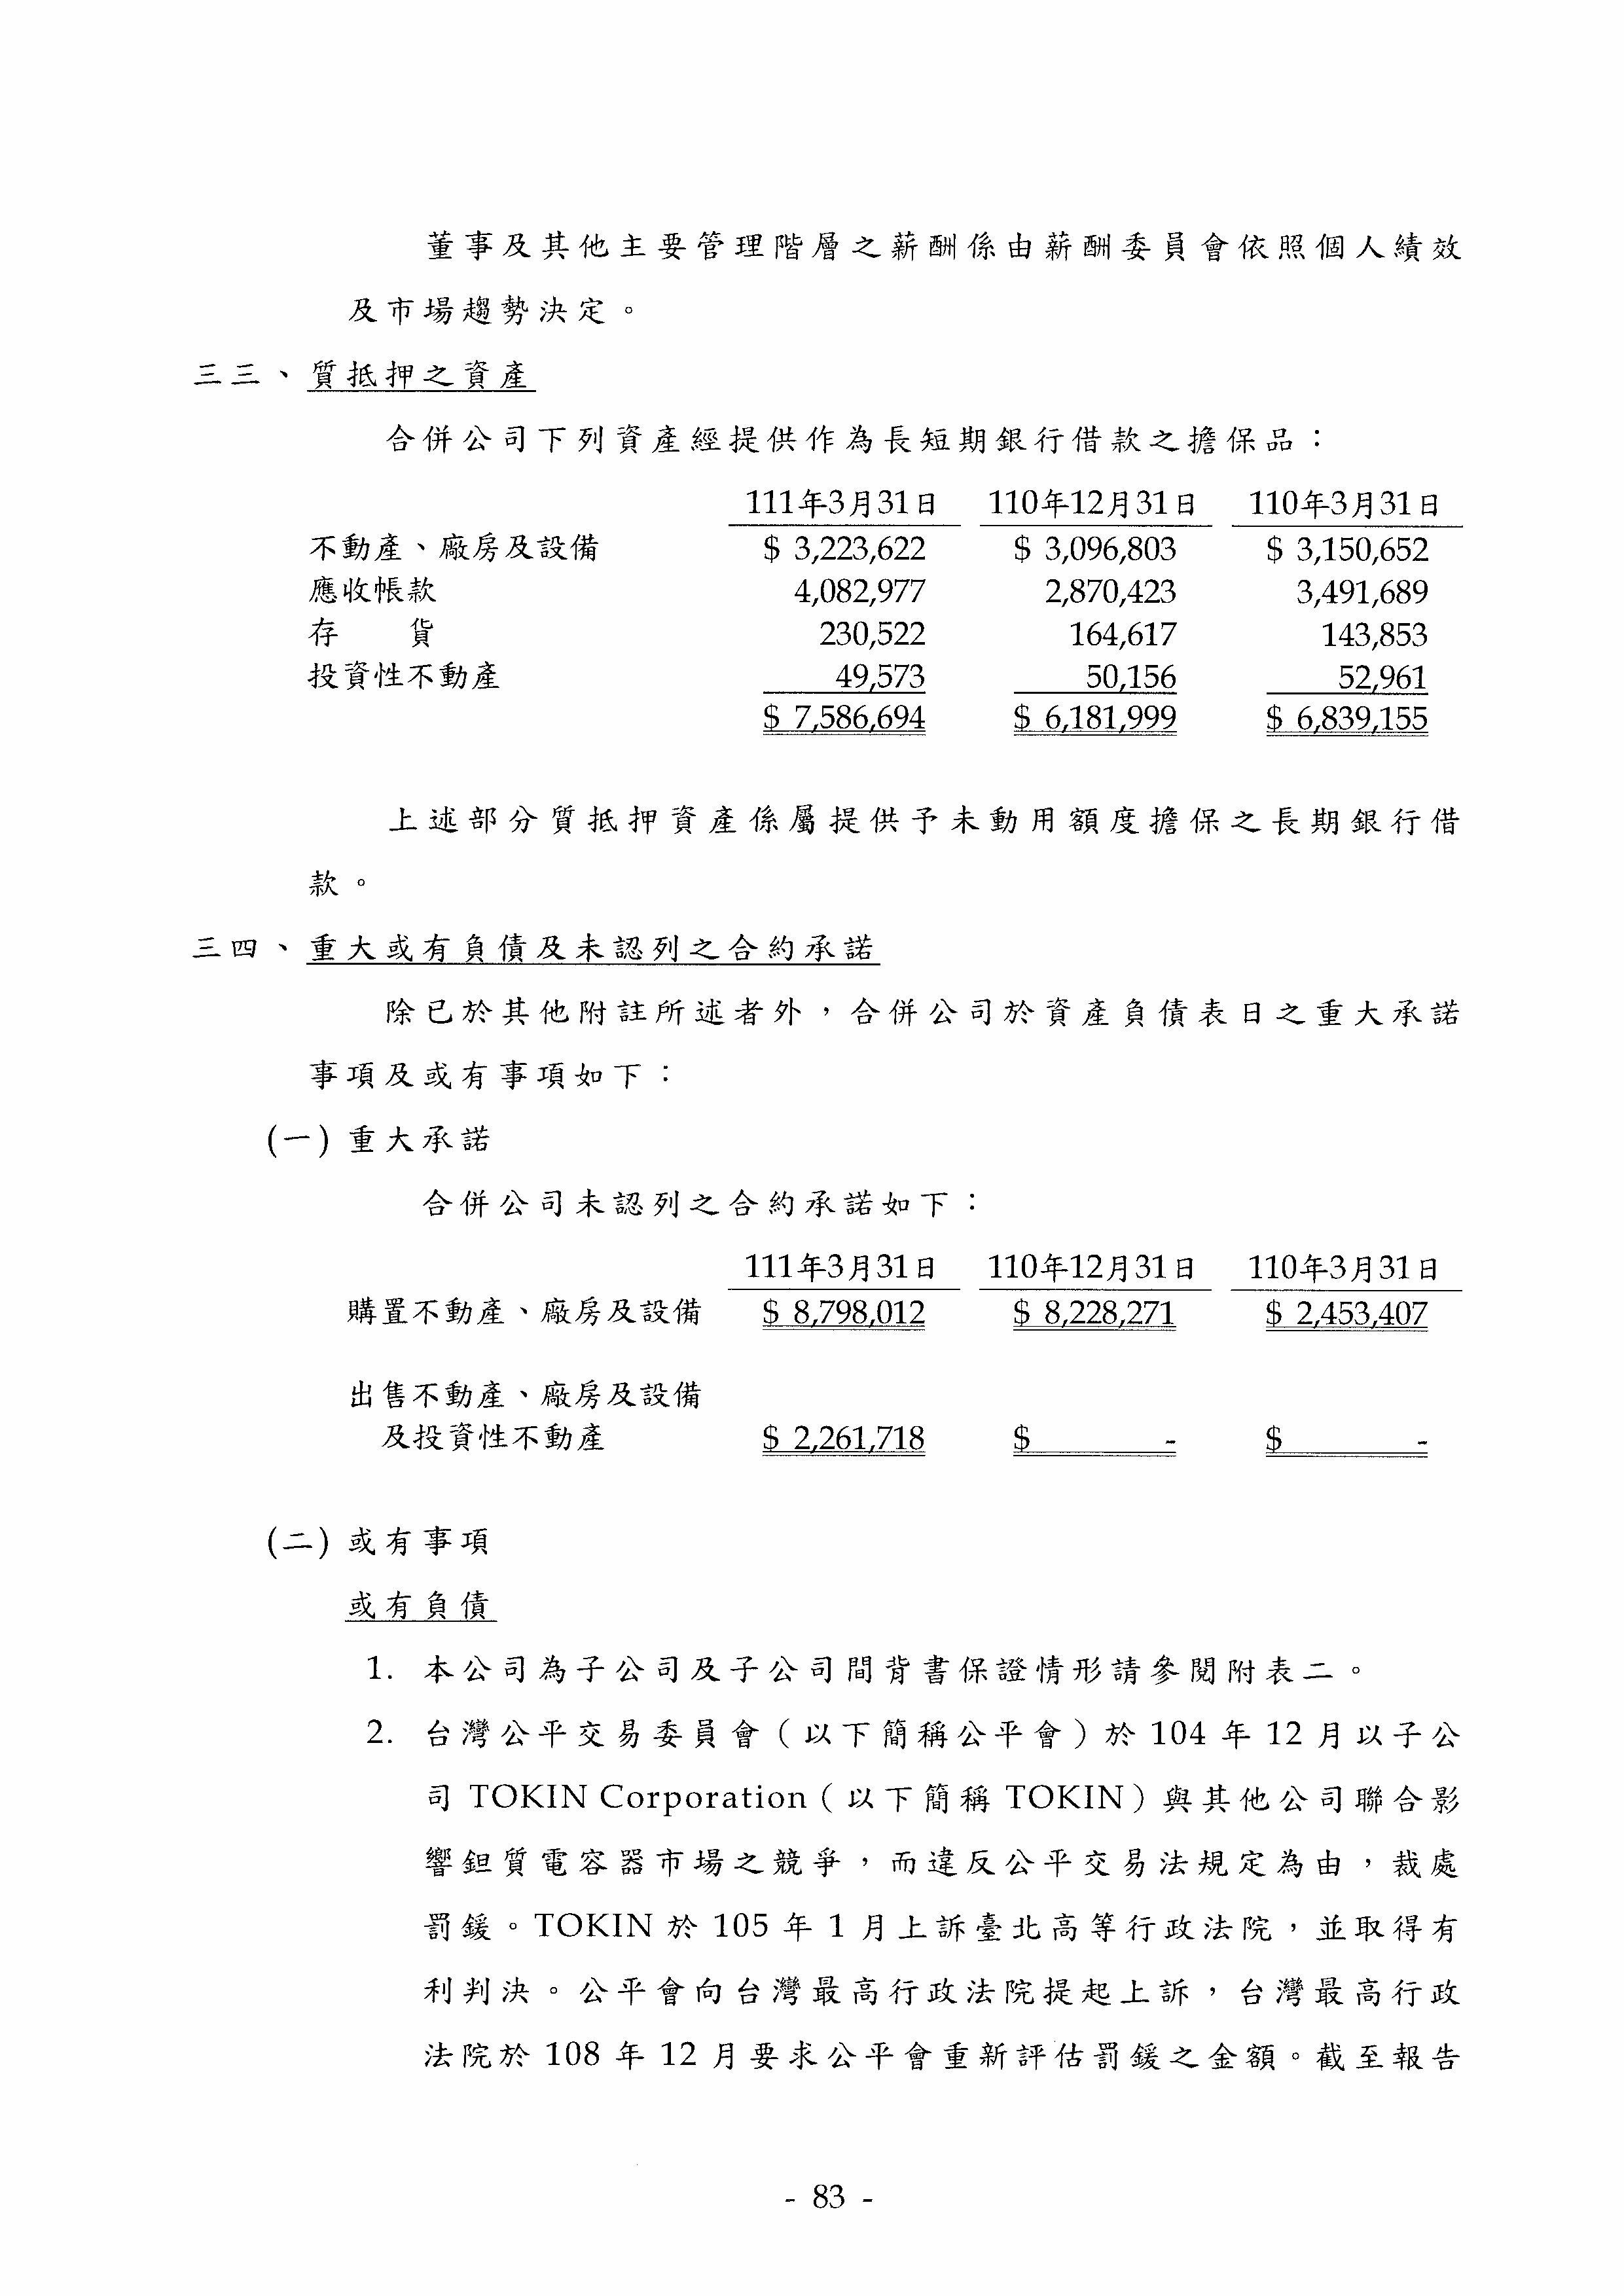 董事及其他主要管理階層之薪酬係由薪酬委員會依照個人績效
及市場趨勢決定。
三三、質抵押之資產
合併公司下列資產經提供作為長短期銀行借款之擔保品：
111年3月31日 110年12月31日 110年3月31日
不動產、廠房及設備 $ 3,223,622 $ 3,096,803 $ 3,150,652
應收帳款 4,082,977 2,870,423 3,491,689
存 貨 230,522 164,617 143,853
投資性不動產 49,573 50,156 52,961
$ 7,586,694 $ 6,181,999 $ 6,839,155
上述部分質抵押資產係屬提供予未動用額度擔保之長期銀行借
款。
三四、重大或有負債及未認列之合約承諾
除已於其他附註所述者外，合併公司於資產負債表日之重大承諾
事項及或有事項如下：
(一) 重大承諾
合併公司未認列之合約承諾如下：
111年3月31日 110年12月31日 110年3月31日
購置不動產、廠房及設備 $ 8,798,012 $ 8,228,271 $ 2,453,407
出售不動產、廠房及設備
及投資性不動產 $ 2,261,718 $ - $ -
(二) 或有事項
或有負債
1. 本公司為子公司及子公司間背書保證情形請參閱附表二。
2. 台灣公平交易委員會（以下簡稱公平會）於 104 年 12 月以子公
司 TOKIN Corporation（以下簡稱 TOKIN）與其他公司聯合影
響鉭質電容器市場之競爭，而違反公平交易法規定為由，裁處
罰鍰。TOKIN 於 105 年 1 月上訴臺北高等行政法院，並取得有
利判決。公平會向台灣最高行政法院提起上訴，台灣最高行政
法院於 108 年 12 月要求公平會重新評估罰鍰之金額。截至報告
- 83 -